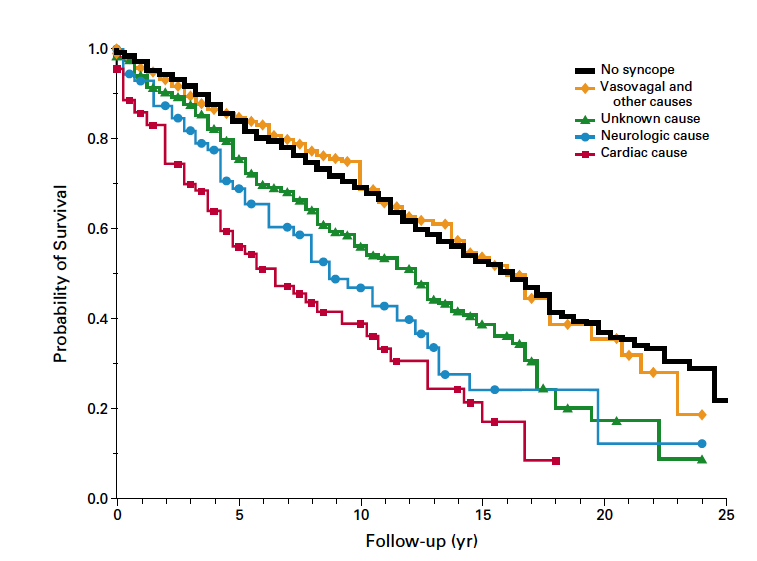 1.0
0.8
0.6
0.4
0.2
0.0
Probability of Survival
No syncope
Vasovagal and
other causes
Unknown cause
Neurologic cause
Cardiac cause
0 5 10 15 20 25
Follow-up (yr)